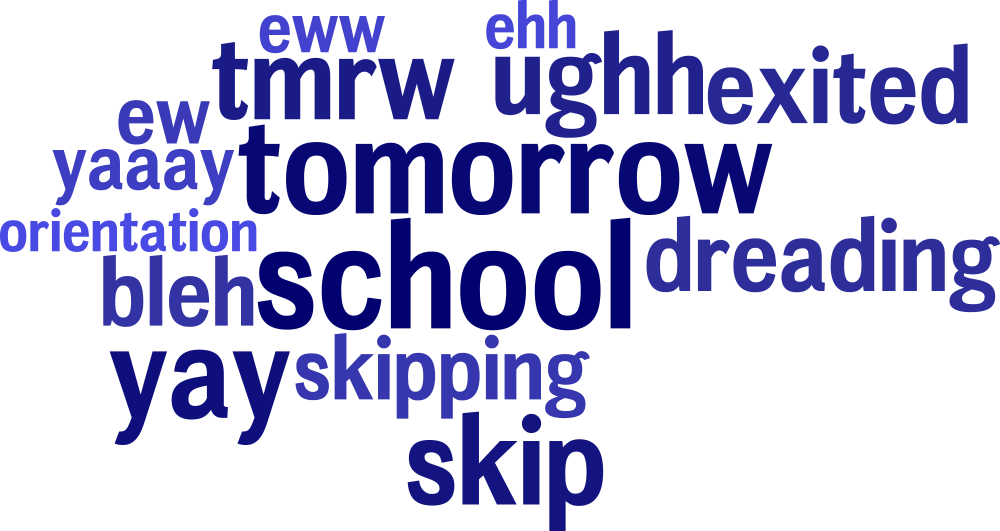 eww ehh
tmrw ughh exited
ew
yaaay tomorrow
orientation
bleh school dreading
yay skipping
skip